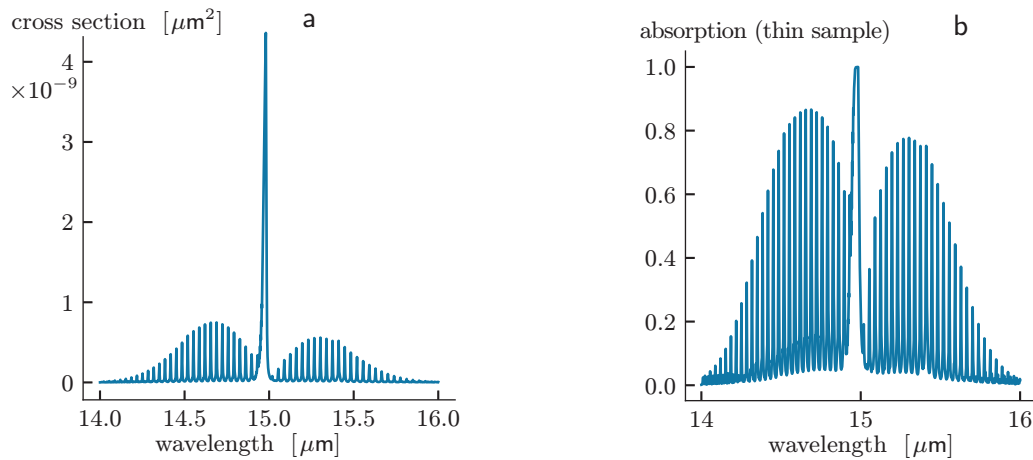 cross section [μm²] a
4
×10⁻⁹
3
2
1
0
14.0 14.5 15.0 15.5 16.0
wavelength [μm]
absorption (thin sample) b
1.0
0.8
0.6
0.4
0.2
0.0
14 15 16
wavelength [μm]